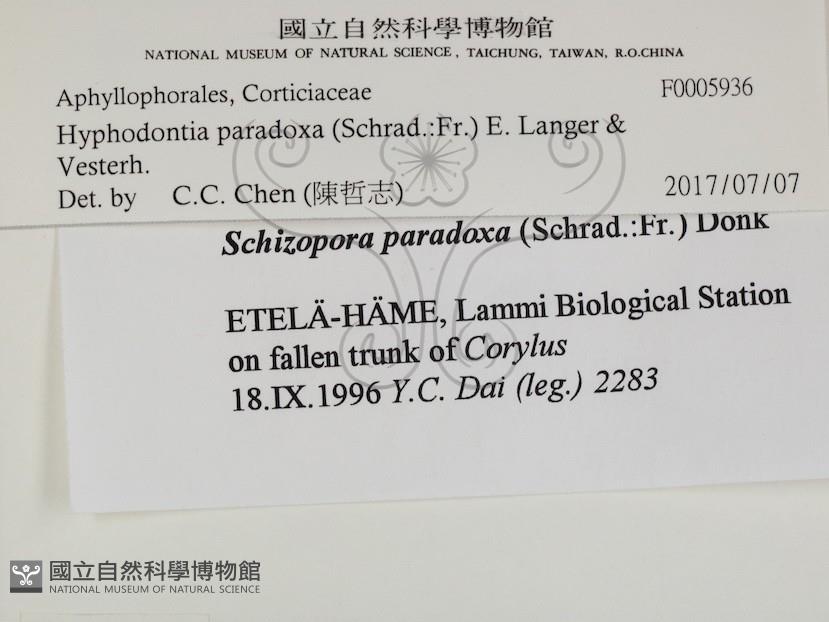 國立自然科學博物館
NATIONAL MUSEUM OF NATURAL SCIENCE, TAICHUNG, TAIWAN, R.O.CHINA
Aphyllophorales, Corticiaceae F0005936
Hyphodontia paradoxa (Schrad.:Fr.) E. Langer &
Vesterh.
Det. by C.C. Chen (陳哲志) 2017/07/07
Schizopora paradoxa (Schrad.:Fr.) Donk
ETELÄ-HÄME, Lammi Biological Station
on fallen trunk of Corylus
18.IX.1996 Y.C. Dai (leg.) 2283
國立自然科學博物館
NATIONAL MUSEUM OF NATURAL SCIENCE